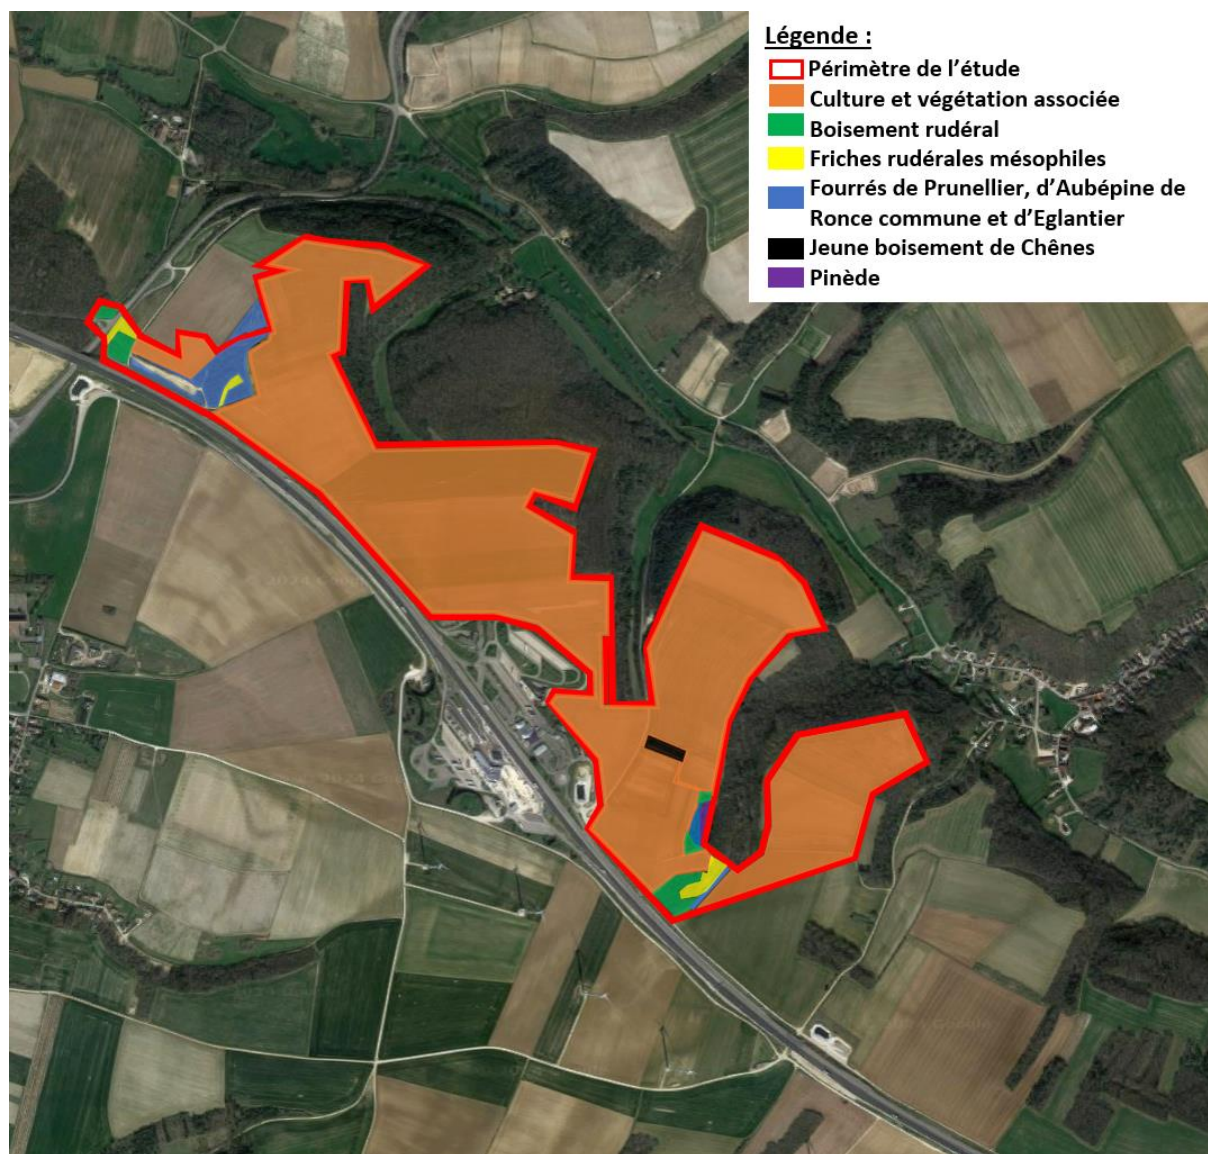 Légende :
Périmètre de l'étude
Culture et végétation associée
Boisement rudéral
Friches rudérales mésophiles
Fourrés de Prunellier, d'Aubépine de
Ronce commune et d'Eglantier
Jeune boisement de Chênes
Pinède